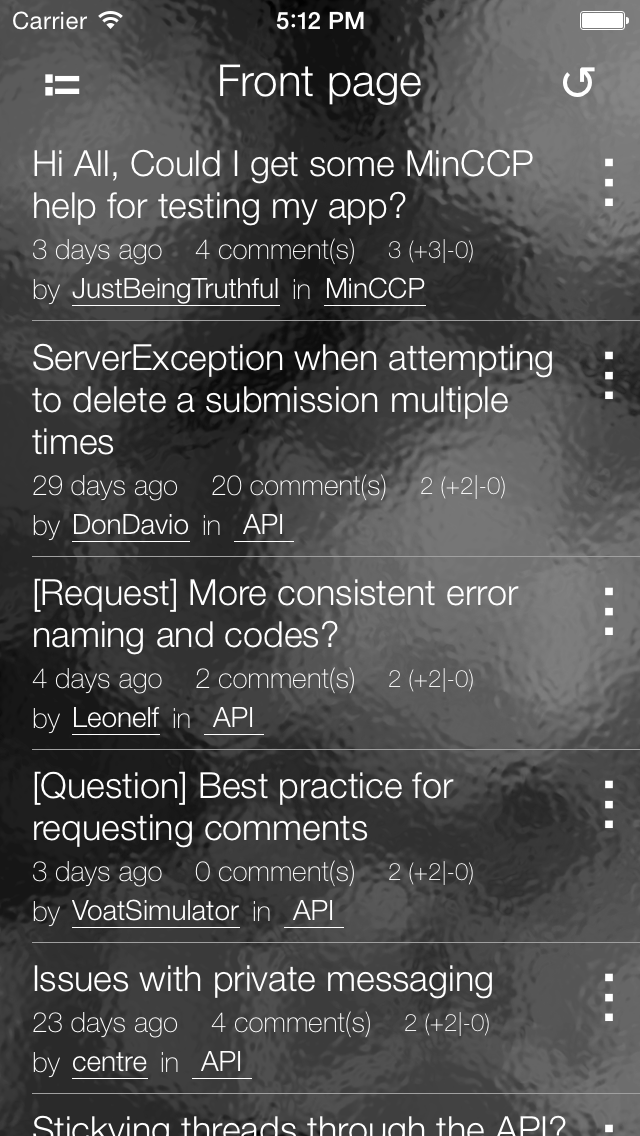 Carrier 5:12 PM
Front page
Hi All, Could I get some MinCCP
help for testing my app?
3 days ago 4 comment(s) 3 (+3|-0)
by JustBeingTruthful in MinCCP
ServerException when attempting
to delete a submission multiple
times
29 days ago 20 comment(s) 2 (+2|-0)
by DonDavio in API
[Request] More consistent error
naming and codes?
4 days ago 2 comment(s) 2 (+2|-0)
by Leonelf in API
[Question] Best practice for
requesting comments
3 days ago 0 comment(s) 2 (+2|-0)
by VoatSimulator in API
Issues with private messaging
23 days ago 4 comment(s) 2 (+2|-0)
by centre in API
Stickying threads through the API?